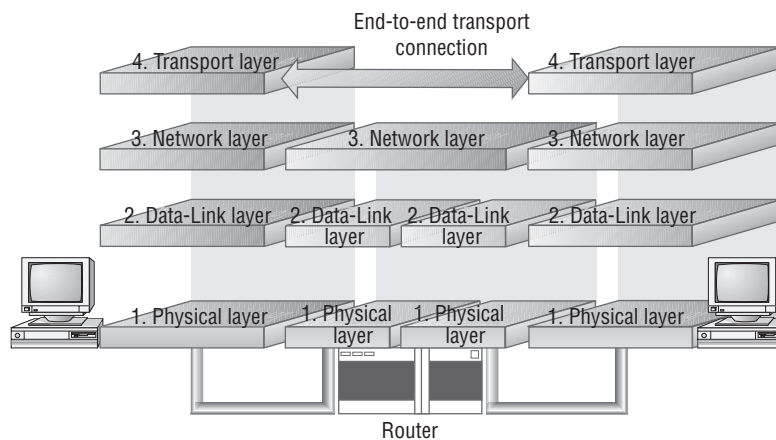 End-to-end transport
connection
4. Transport layer
4. Transport layer
3. Network layer
3. Network layer
3. Network layer
2. Data-Link layer
2. Data-Link
layer
2. Data-Link
layer
2. Data-Link layer
1. Physical layer
1. Physical
layer
1. Physical
layer
1. Physical layer
Router